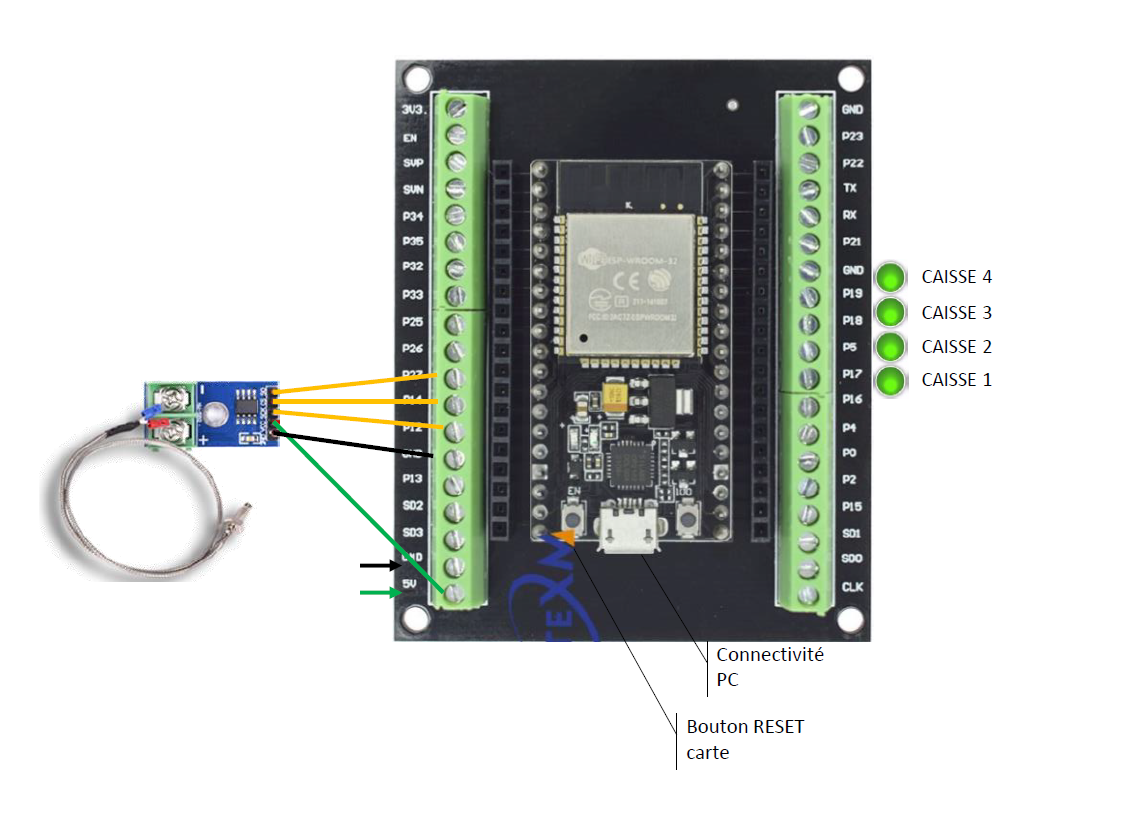 3V3.
EN
SVP
SVN
P34
P35
P32
P33
P25
P26
P27
P14
P12
GND
P13
SD2
SD3
GND
5V
GND
P23
P22
TX
RX
P21
GND
P19
P18
P5
P17
P16
P4
P0
P2
P15
SD1
SD0
CLK
CAISSE 4
CAISSE 3
CAISSE 2
CAISSE 1
ESP-WROOM-32
CE
EN
Connectivité
PC
Bouton RESET
carte